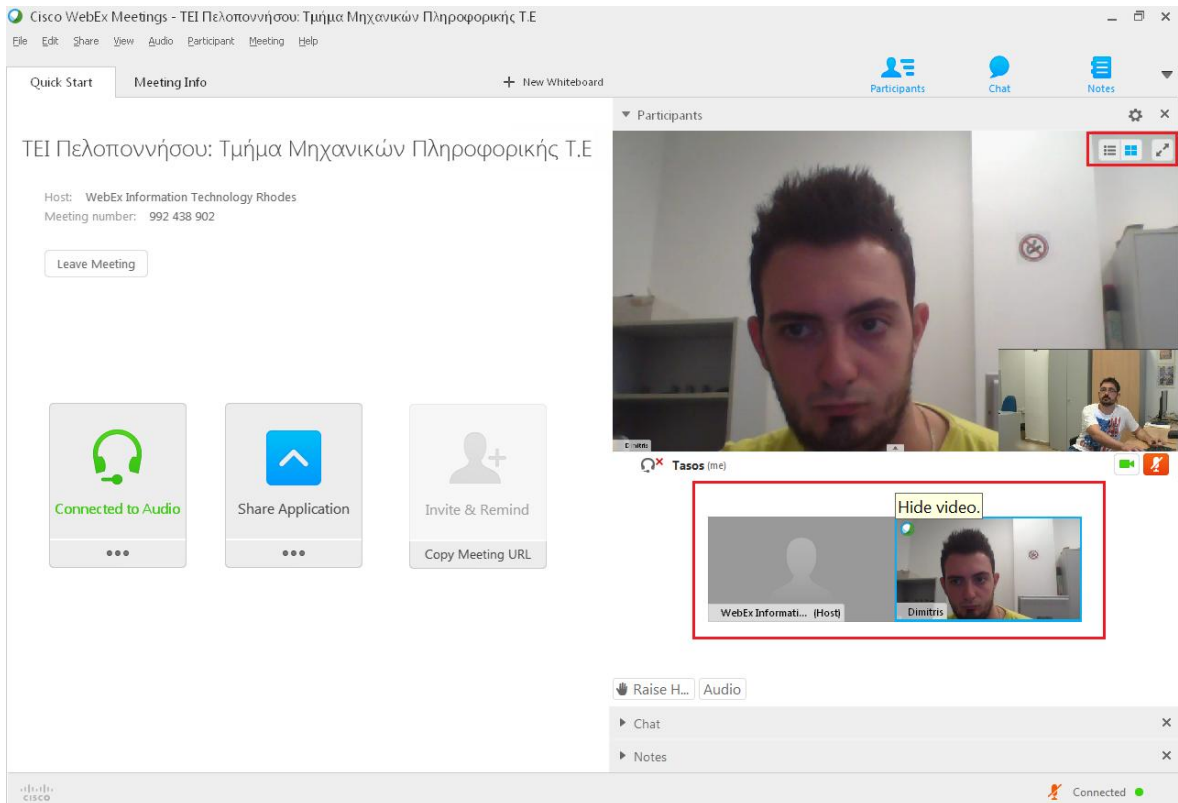 Cisco WebEx Meetings - ΤΕΙ Πελοποννήσου: Τμήμα Μηχανικών Πληροφορικής Τ.Ε
File Edit Share View Audio Participant Meeting Help
Quick Start Meeting Info + New Whiteboard
Participants Chat Notes
Participants
ΤΕΙ Πελοποννήσου: Τμήμα Μηχανικών Πληροφορικής Τ.Ε
Host: WebEx Information Technology Rhodes
Meeting number: 992 438 902
Leave Meeting
Dimitris
Tasos (me)
Connected to Audio
Share Application
Invite & Remind
Copy Meeting URL
Hide video.
WebEx Informati... (Host)
Dimitris
Raise H... Audio
Chat
Notes
CISCO
Connected